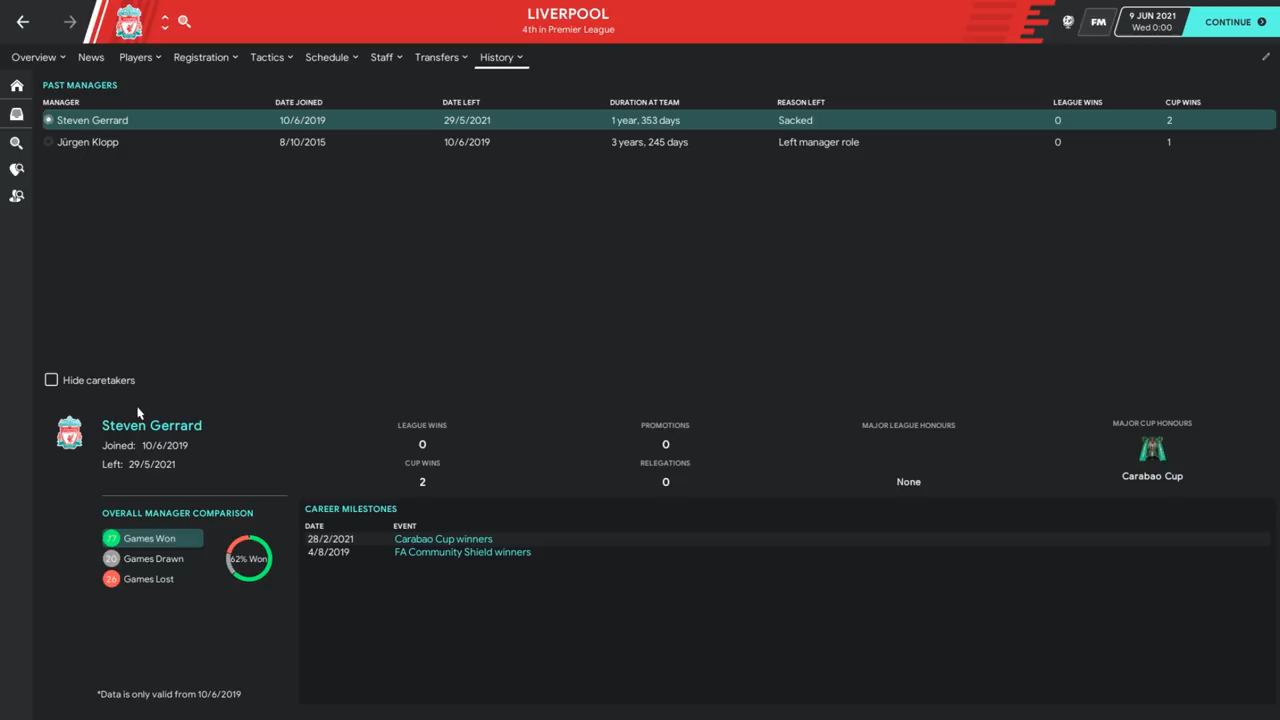 LIVERPOOL
4th in Premier League
FM
9 JUN 2021
Wed 0:00
CONTINUE
Overview News Players Registration Tactics Schedule Staff Transfers History
PAST MANAGERS
MANAGER DATE JOINED DATE LEFT DURATION AT TEAM REASON LEFT LEAGUE WINS CUP WINS
Steven Gerrard 10/6/2019 29/5/2021 1 year, 353 days Sacked 0 2
Jürgen Klopp 8/10/2015 10/6/2019 3 years, 245 days Left manager role 0 1
Hide caretakers
Steven Gerrard
Joined: 10/6/2019
Left: 29/5/2021
LEAGUE WINS
0
CUP WINS
2
PROMOTIONS
0
RELEGATIONS
0
MAJOR LEAGUE HONOURS
None
MAJOR CUP HONOURS
Carabao Cup
OVERALL MANAGER COMPARISON
77 Games Won
20 Games Drawn
26 Games Lost
62% Won
CAREER MILESTONES
DATE EVENT
28/2/2021 Carabao Cup winners
4/8/2019 FA Community Shield winners
*Data is only valid from 10/6/2019